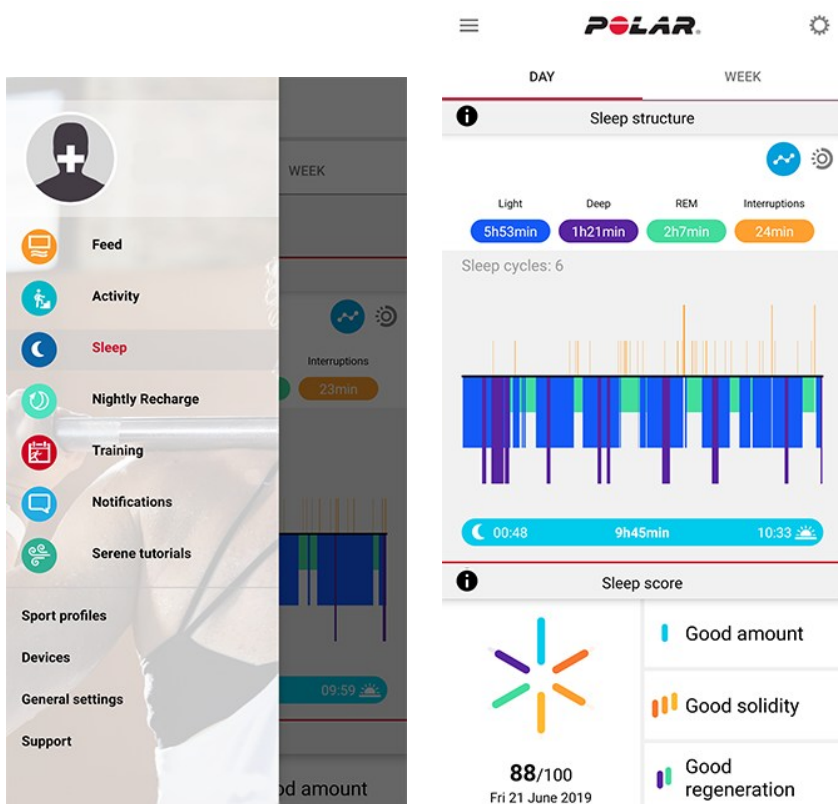 WEEK
Feed
Activity
Sleep
Interruptions
Nightly Recharge
23min
Training
Notifications
Serene tutorials
Sport profiles
Devices
General settings
09:59
Support
od amount
POLAR.
DAY WEEK
Sleep structure
Light Deep REM Interruptions
5h53min 1h21min 2h7min 24min
Sleep cycles: 6
00:48 9h45min 10:33
Sleep score
Good amount
Good solidity
Good
regeneration
88/100
Fri 21 June 2019